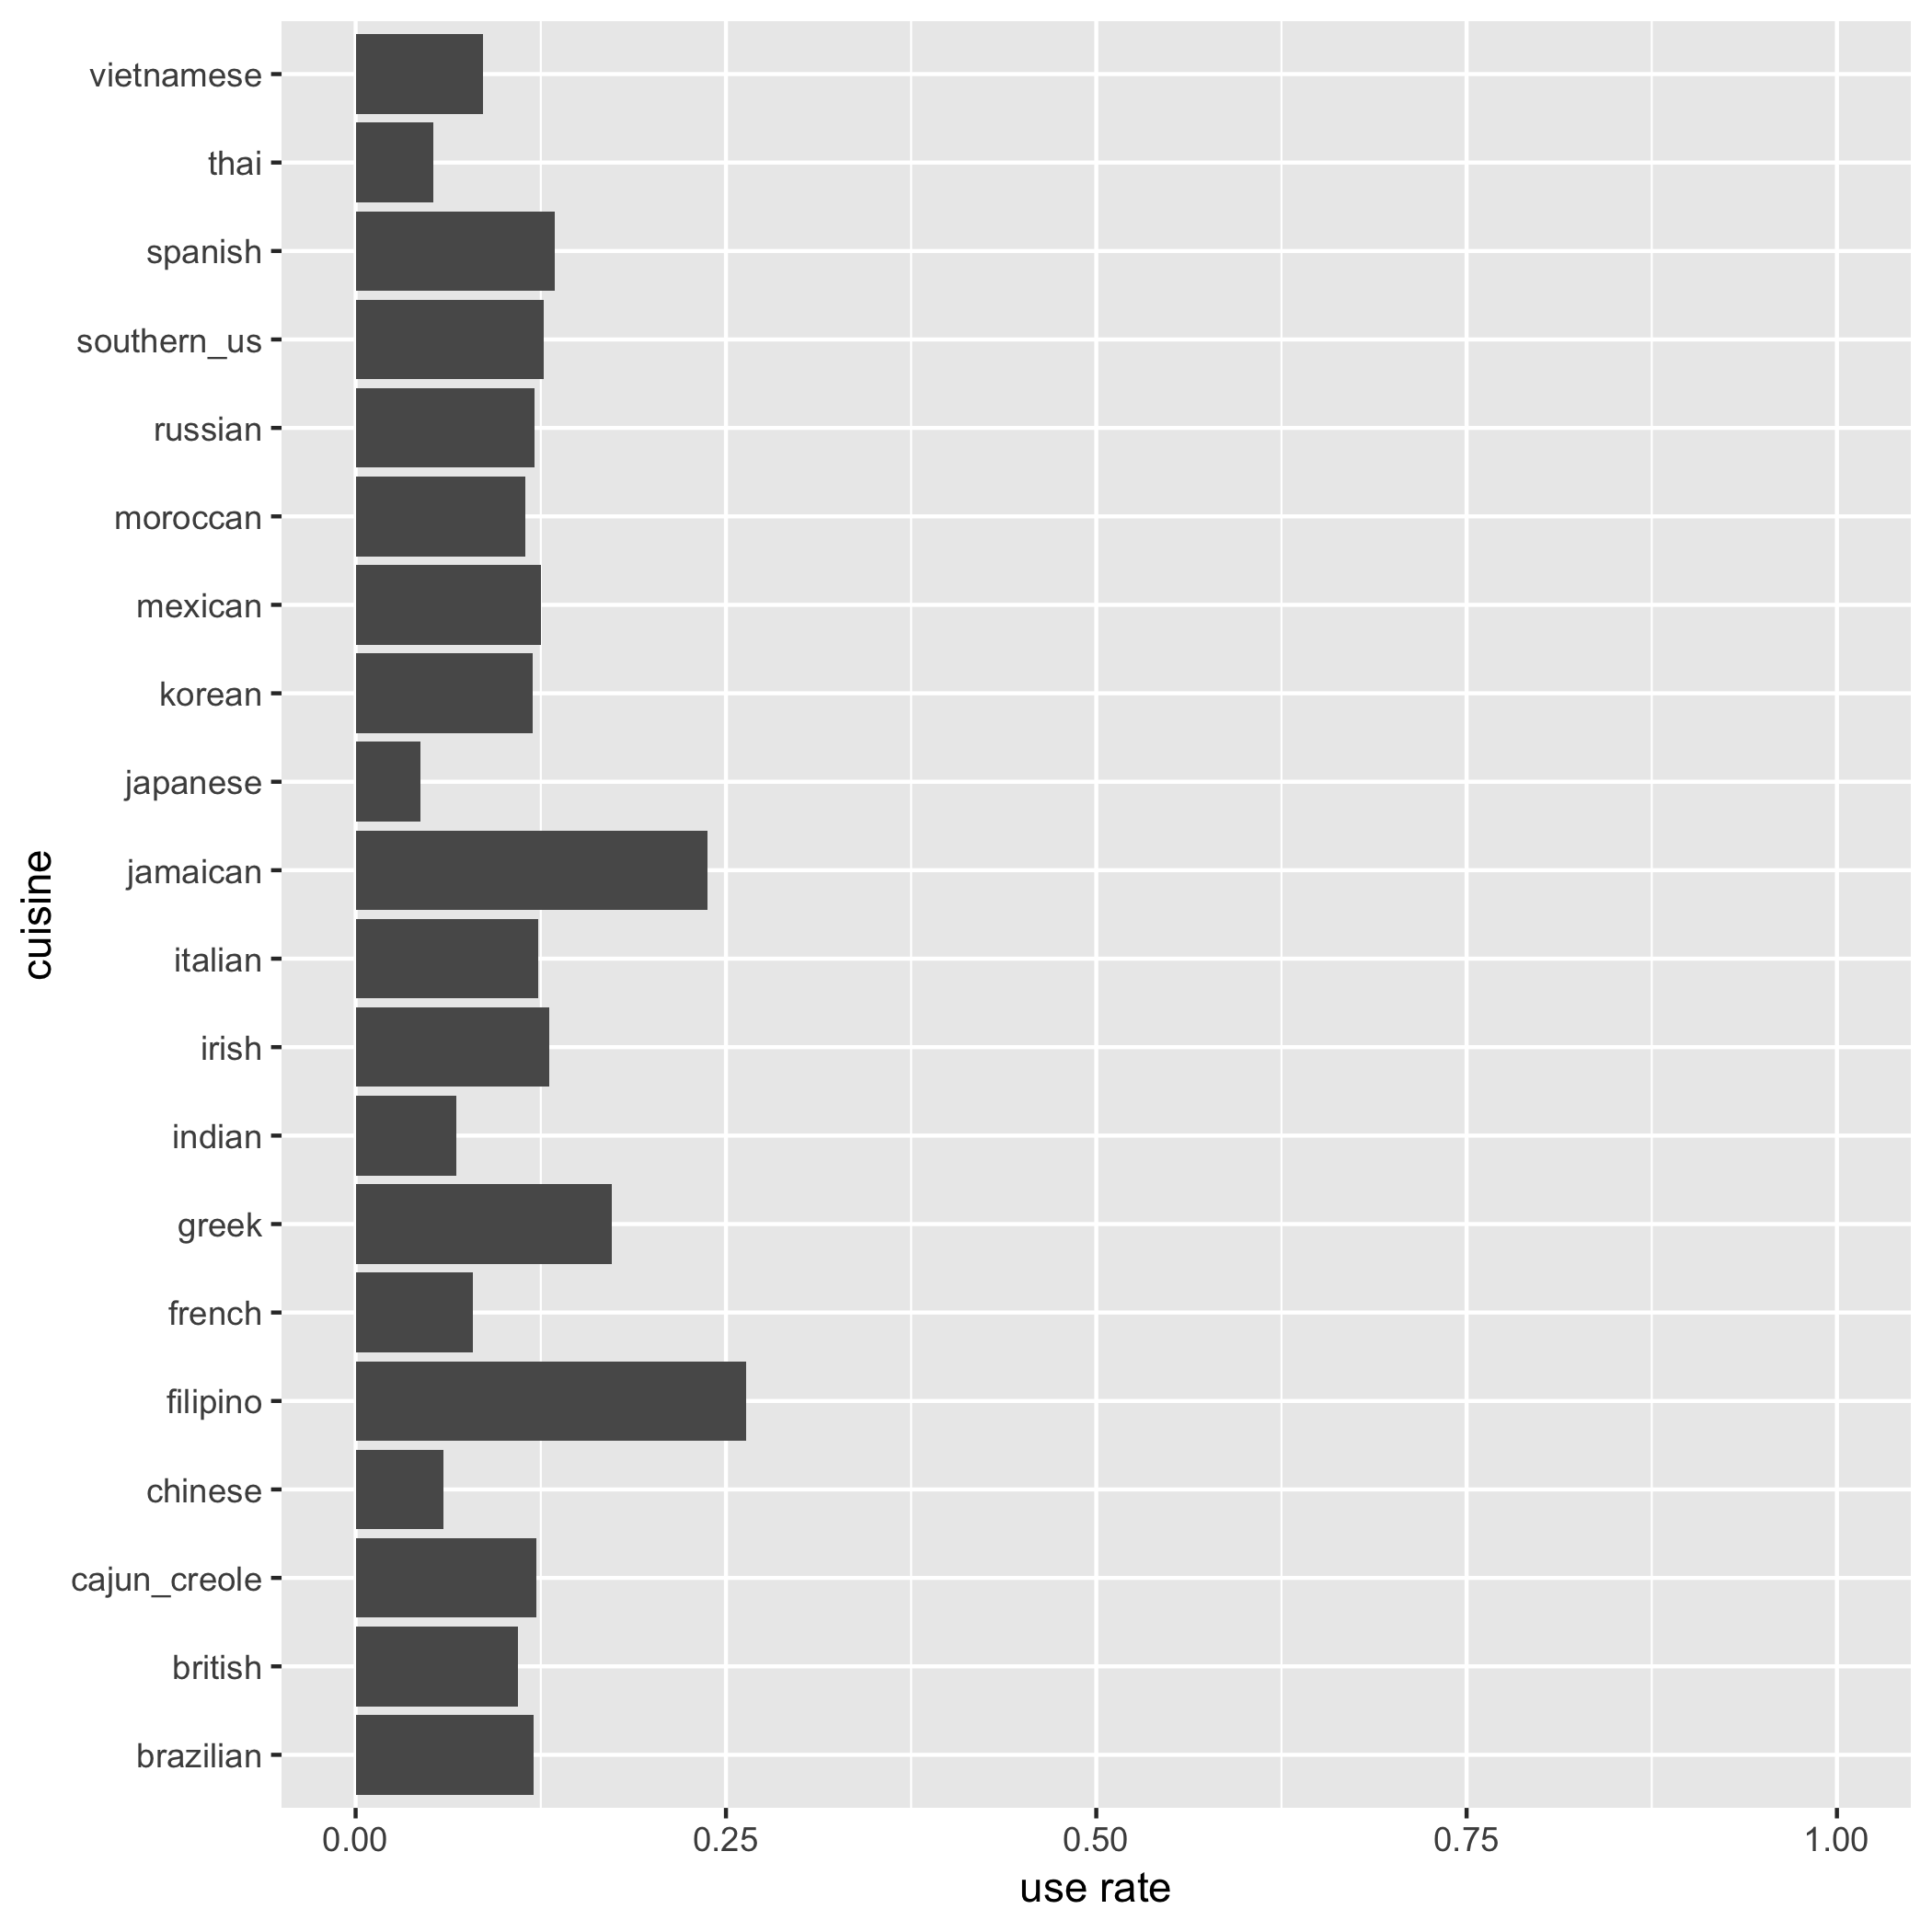 vietnamese
thai
spanish
southern_us
russian
moroccan
mexican
korean
japanese
jamaican
italian
irish
indian
greek
french
filipino
chinese
cajun_creole
british
brazilian
cuisine
0.00 0.25 0.50 0.75 1.00
use rate